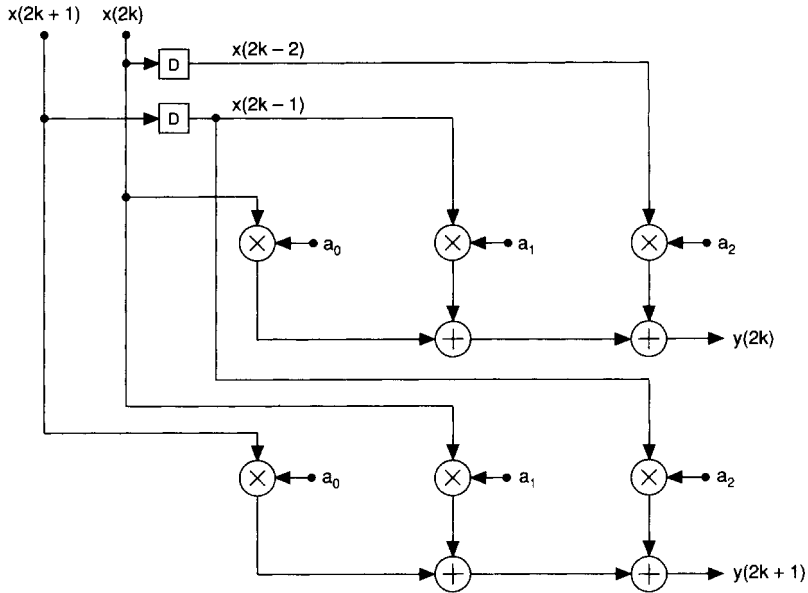 x(2k + 1) x(2k)
D x(2k – 2)
D x(2k – 1)
a₀ a₁ a₂
y(2k)
a₀ a₁ a₂
y(2k + 1)